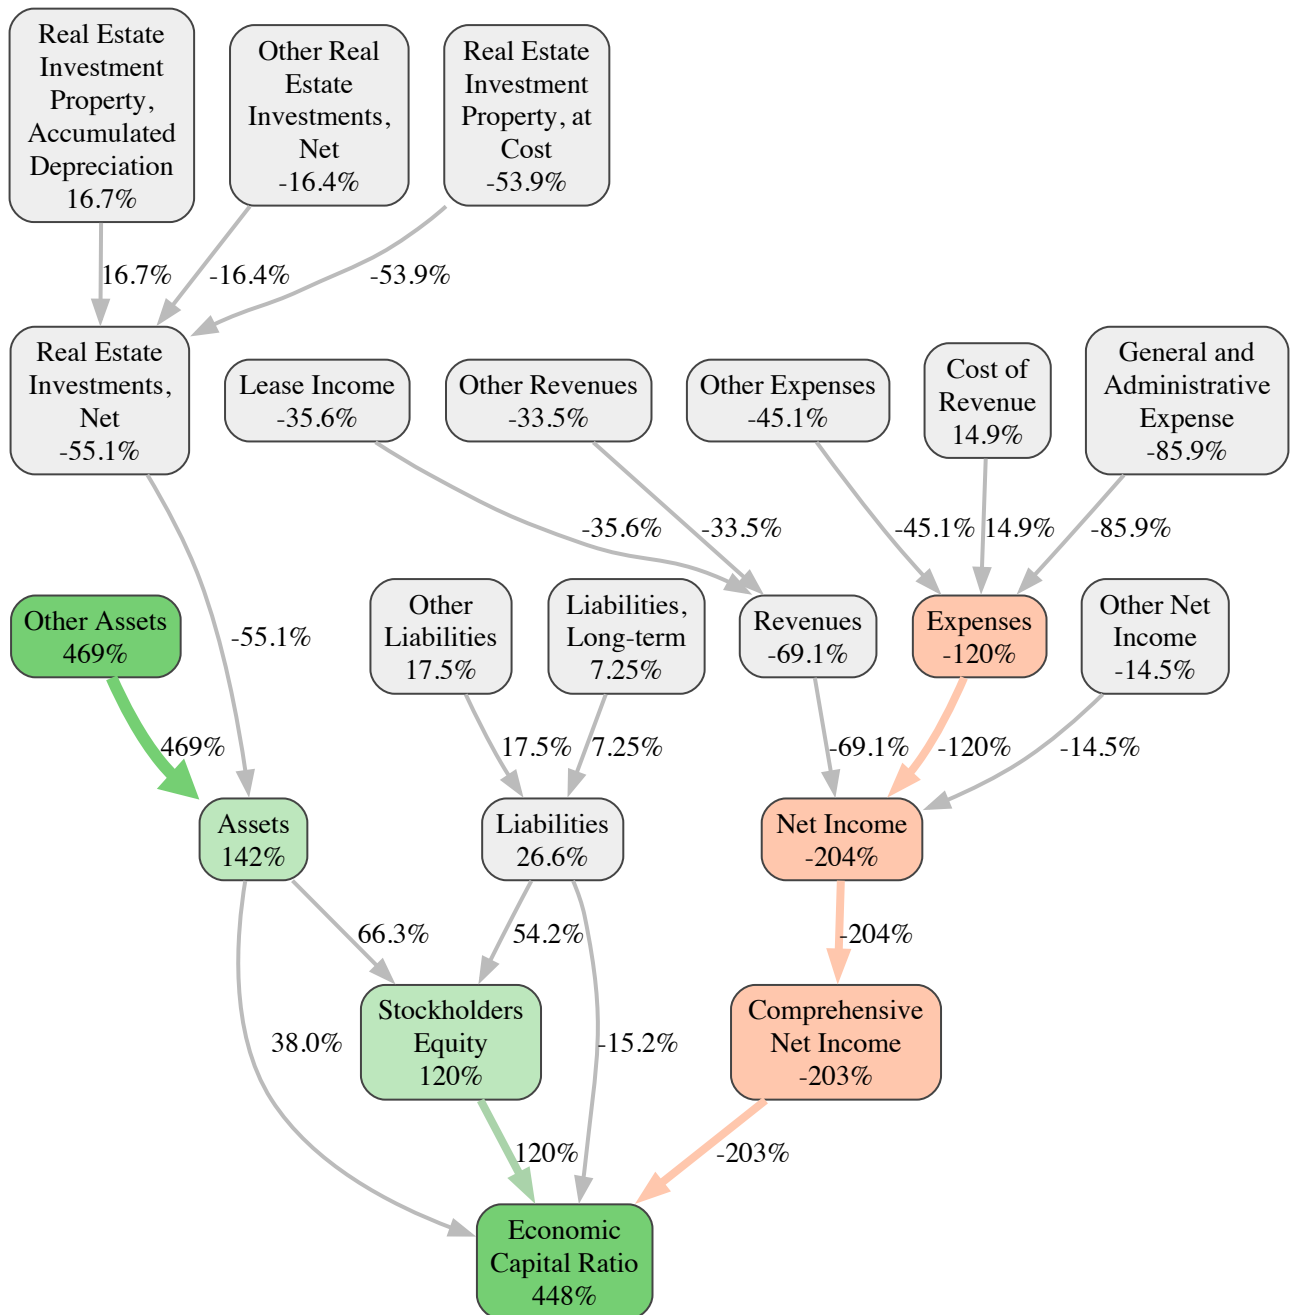 Real Estate
Investment
Property,
Accumulated
Depreciation
16.7%
Other Real
Estate
Investments,
Net
-16.4%
Real Estate
Investment
Property, at
Cost
-53.9%
16.7%
-16.4%
-53.9%
Real Estate
Investments,
Net
-55.1%
Lease Income
-35.6%
Other Revenues
-33.5%
Other Expenses
-45.1%
Cost of
Revenue
14.9%
General and
Administrative
Expense
-85.9%
-35.6%
-33.5%
-45.1%
14.9%
-85.9%
Other Assets
469%
-55.1%
Other
Liabilities
17.5%
Liabilities,
Long-term
7.25%
Revenues
-69.1%
Expenses
-120%
Other Net
Income
-14.5%
469%
17.5%
7.25%
-69.1%
-120%
-14.5%
Assets
142%
Liabilities
26.6%
Net Income
-204%
66.3%
54.2%
-204%
38.0%
Stockholders
Equity
120%
-15.2%
Comprehensive
Net Income
-203%
120%
-203%
Economic
Capital Ratio
448%